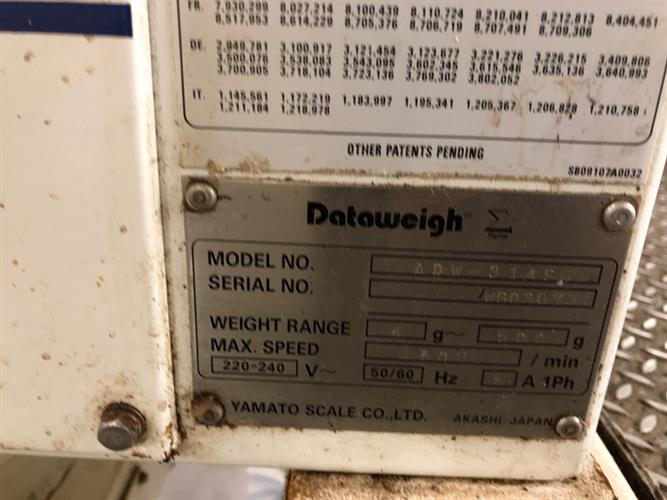 FR. 7,930,299 8,027,214 8,100,439 8,110,724 8,210,041 8,212,813 8,404,451
8,517,953 8,614,229 8,705,376 8,706,719 8,707,491 8,709,306
DE. 2,949,781 3,100,917 3,121,454 3,123,677 3,221,276 3,226,215 3,409,806
3,500,076 3,538,083 3,543,095 3,602,345 3,615,546 3,635,136 3,640,993
3,700,905 3,718,104 3,723,136 3,769,302 3,802,052
IT. 1,145,561 1,172,219 1,183,997 1,195,341 1,205,367 1,206,828 1,210,758
1,211,184 1,218,978
OTHER PATENTS PENDING
SB09107A0032
Dataweigh Σ
MODEL NO.
SERIAL NO.
WEIGHT RANGE g~ g
MAX. SPEED / min
220-240 V~ 50/60 Hz A 1Ph
YAMATO SCALE CO.,LTD. AKASHI, JAPAN